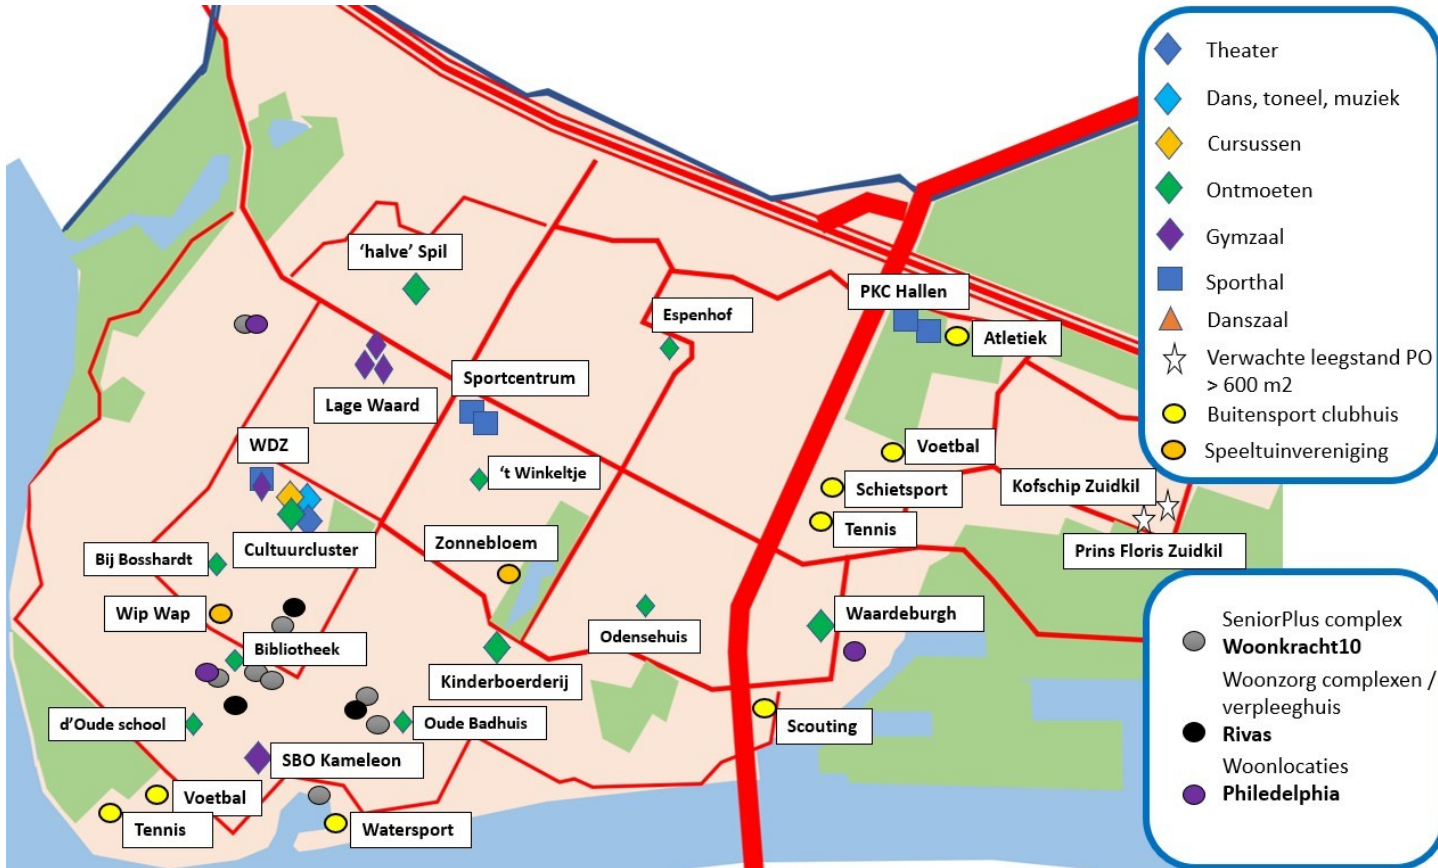 Theater
Dans, toneel, muziek
Cursussen
Ontmoeten
Gymzaal
Sporthal
Danszaal
Verwachte leegstand PO
> 600 m2
Buitensport clubhuis
Speeltuinvereniging
‘halve’ Spil
PKC Hallen
Espenhof
Atletiek
Sportcentrum
Lage Waard
WDZ
Voetbal
‘t Winkeltje
Schietsport
Kofschip Zuidkil
Tennis
Cultuurcluster
Zonnebloem
Prins Floris Zuidkil
Bij Bosshardt
Wip Wap
Waardeburgh
Odensehuis
Bibliotheek
Kinderboerderij
d’Oude school
Oude Badhuis
Scouting
SBO Kameleon
Voetbal
Tennis
Watersport
SeniorPlus complex
Woonkracht10
Woonzorg complexen /
verpleeghuis
Rivas
Woonlocaties
Philedelphia